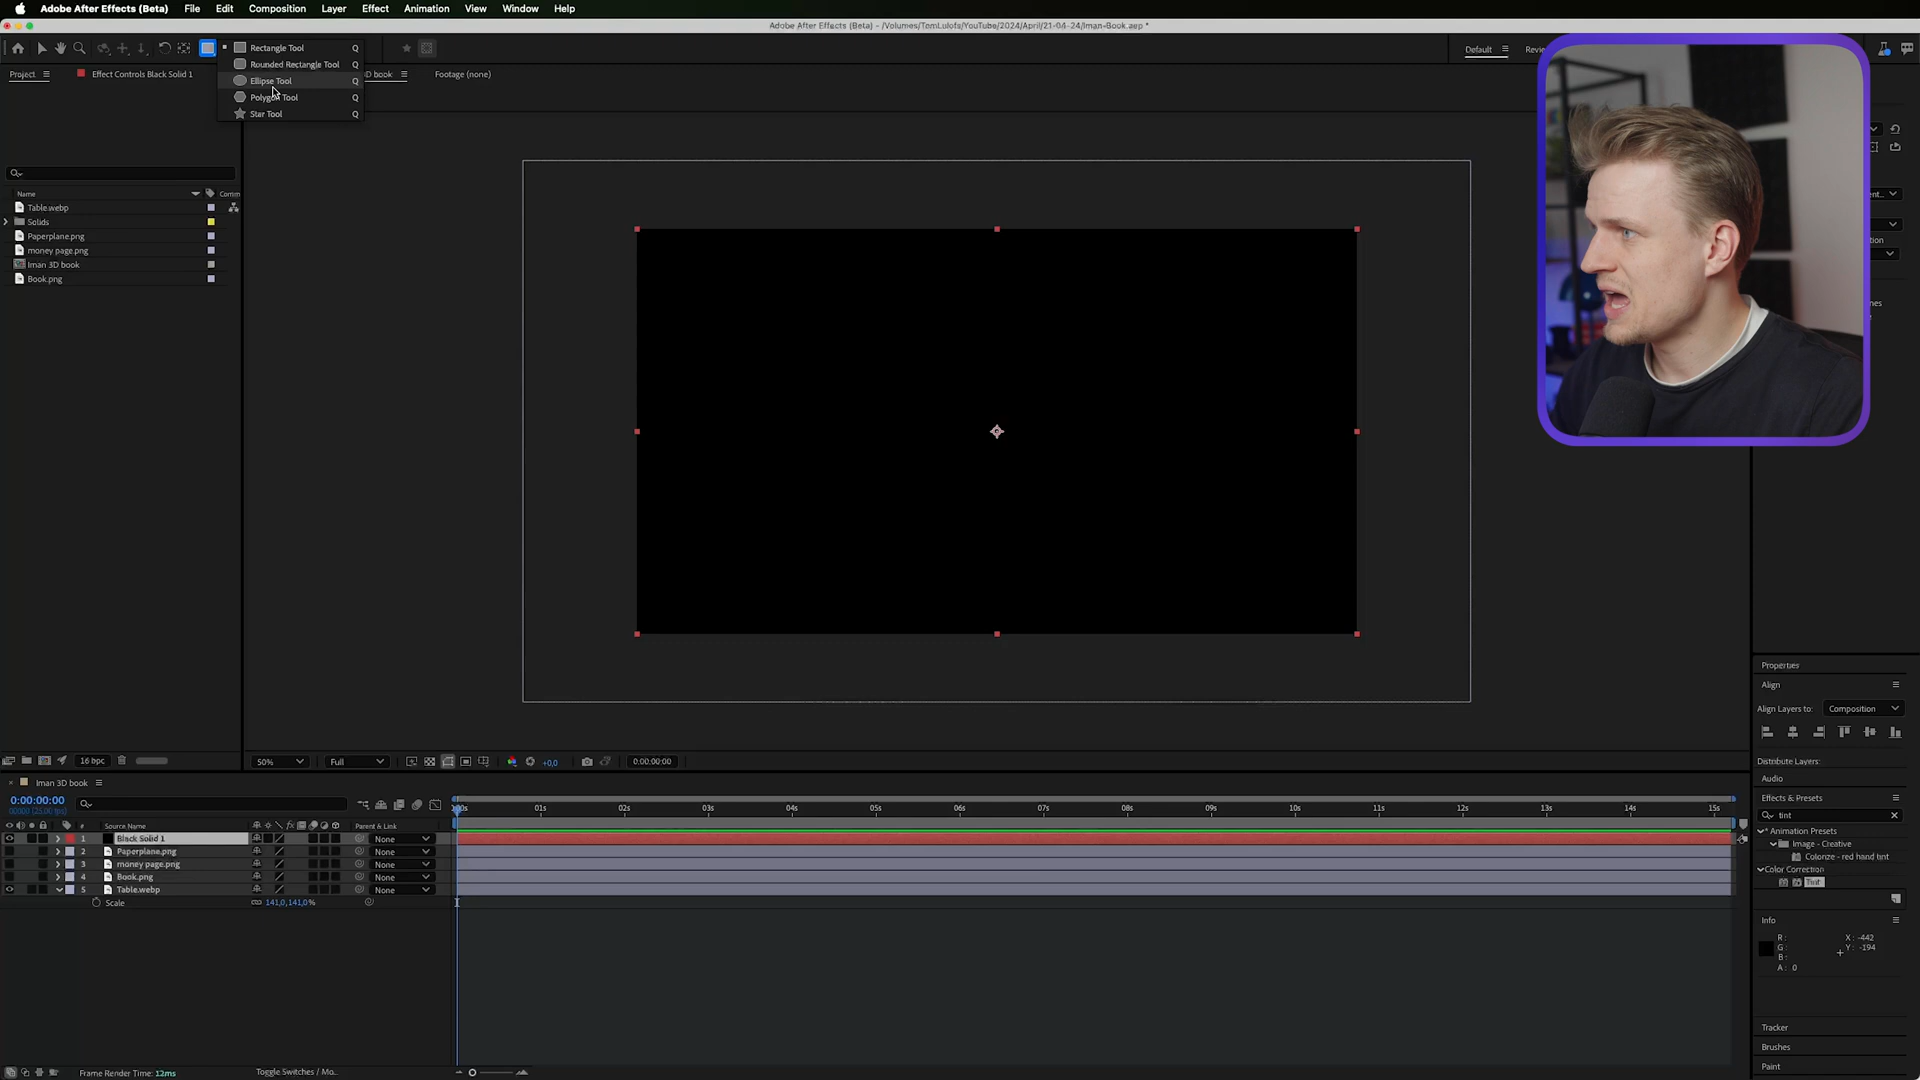 Adobe After Effects (Beta) File Edit Composition Layer Effect Animation View Window Help
Adobe After Effects (Beta) - /Volumes/TomLulofs/YouTube/2024/April/21-04-24/Iman-Book.aep *
Rectangle Tool Q
Rounded Rectangle Tool Q
Ellipse Tool Q
Polygon Tool Q
Star Tool Q
Default
Project
Effect Controls Black Solid 1
book
Footage (none)
Name
Comm
Table.webp
Solids
Paperplane.png
money page.png
Iman 3D book
Book.png
16 bpc
50%
Full
+0,0
0:00:00:00
Properties
Align
Align Layers to: Composition
Distribute Layers:
Audio
Effects & Presets
tint
* Animation Presets
Image - Creative
Colorize - red hand tint
Color Correction
Tint
Info
R:
G:
B:
A: 0
X: -442
Y: -194
Tracker
Brushes
Paint
Iman 3D book
0:00:00:00
00000 (25.00 fps)
# Source Name Parent & Link
01s 02s 03s 04s 05s 06s 07s 08s 09s 10s 11s 12s 13s 14s 15s
1 Black Solid 1 None
2 Paperplane.png None
3 money page.png None
4 Book.png None
5 Table.webp None
Scale 141,0,141,0%
Frame Render Time: 12ms
Toggle Switches / Mo...